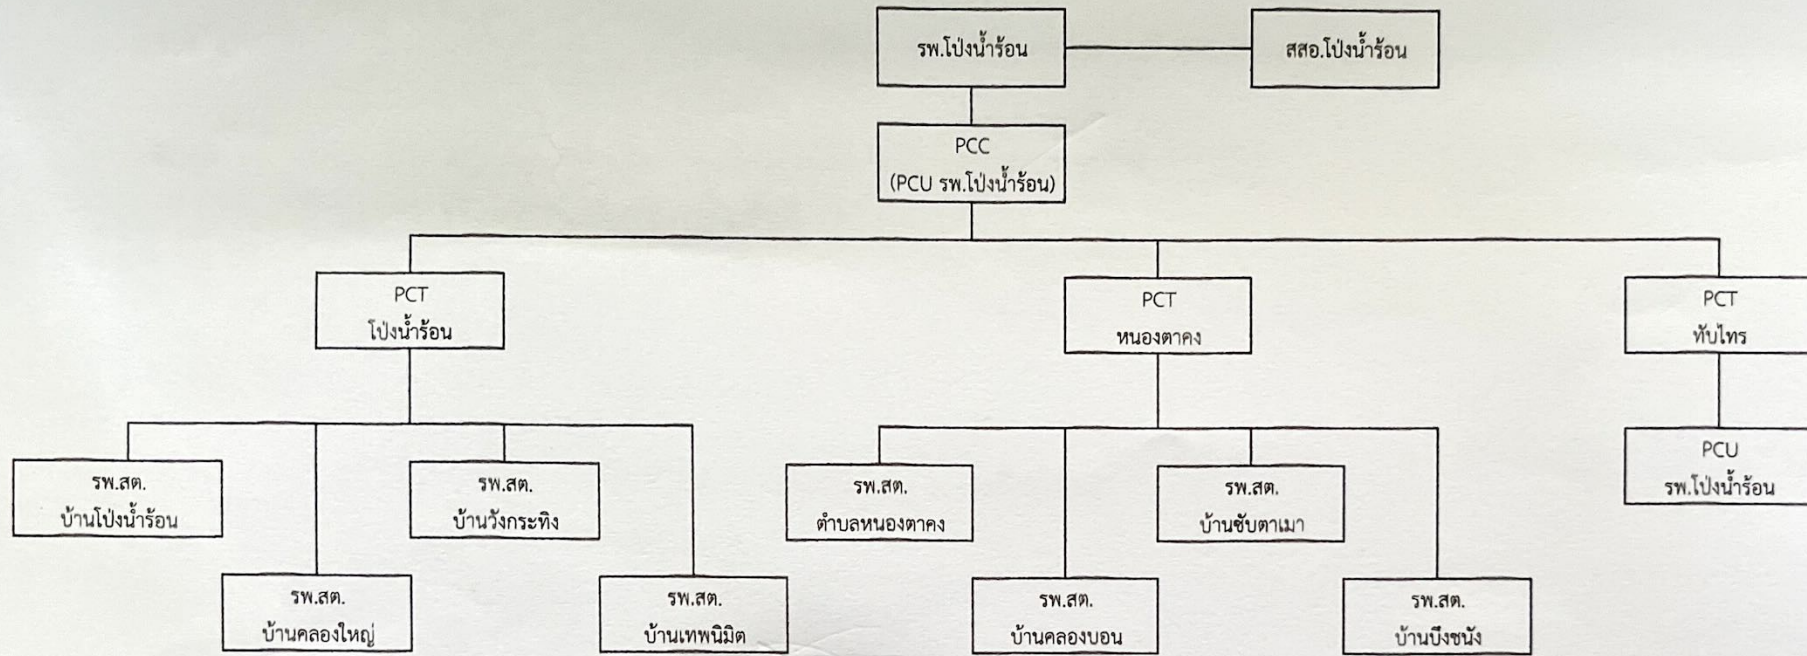 รพ.โป่งน้ำร้อน
สสอ.โป่งน้ำร้อน
PCC
(PCU รพ.โป่งน้ำร้อน)
PCT
โป่งน้ำร้อน
PCT
หนองตาคง
PCT
ทับไทร
รพ.สต.
บ้านโป่งน้ำร้อน
รพ.สต.
บ้านคลองใหญ่
รพ.สต.
บ้านวังกระทิง
รพ.สต.
บ้านเทพนิมิต
รพ.สต.
ตำบลหนองตาคง
รพ.สต.
บ้านคลองบอน
รพ.สต.
บ้านซับตาเมา
รพ.สต.
บ้านบึงชนัง
PCU
รพ.โป่งน้ำร้อน